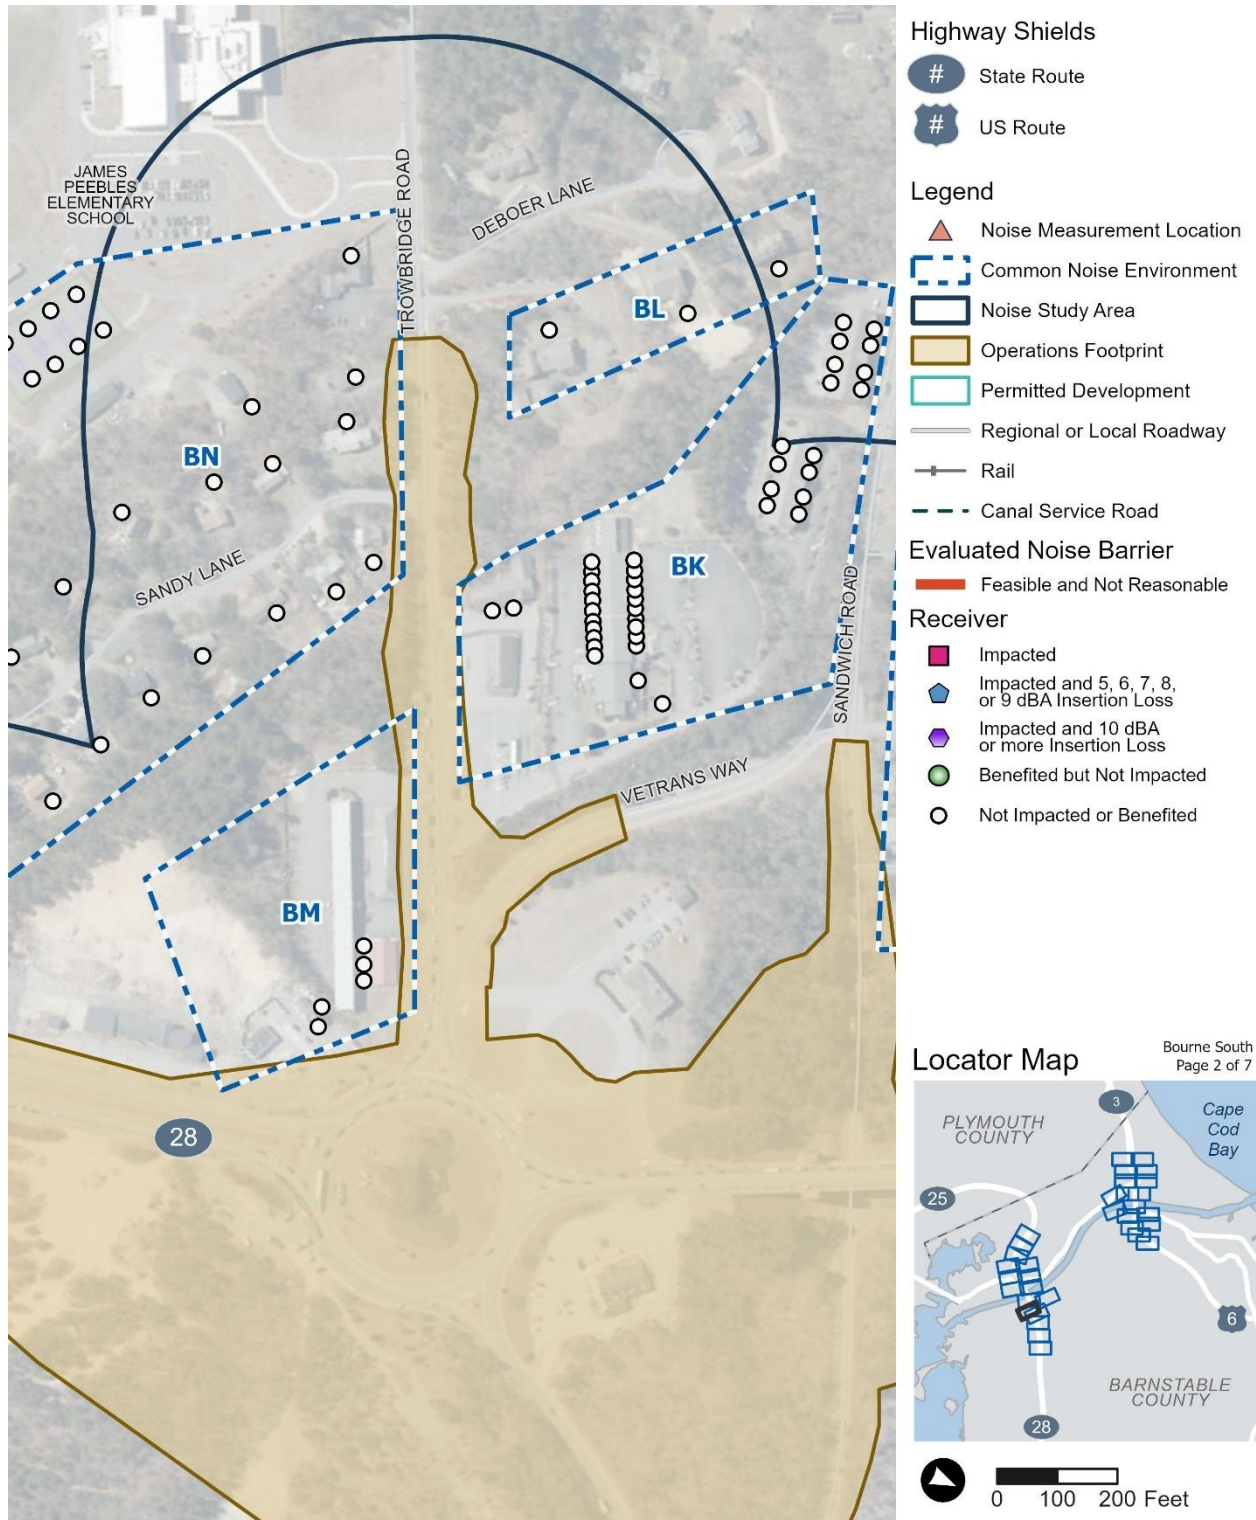 JAMES
PEEBLES
ELEMENTARY
SCHOOL
TROWBRIDGE ROAD
DEBOER LANE
BL
BN
SANDY LANE
BK
SANDWICH ROAD
VETRANS WAY
BM
28
Highway Shields
# State Route
# US Route
Legend
Noise Measurement Location
Common Noise Environment
Noise Study Area
Operations Footprint
Permitted Development
Regional or Local Roadway
Rail
Canal Service Road
Evaluated Noise Barrier
Feasible and Not Reasonable
Receiver
Impacted
Impacted and 5, 6, 7, 8,
or 9 dBA Insertion Loss
Impacted and 10 dBA
or more Insertion Loss
Benefited but Not Impacted
Not Impacted or Benefited
Locator Map
Bourne South
Page 2 of 7
3
PLYMOUTH
COUNTY
Cape
Cod
Bay
25
6
BARNSTABLE
COUNTY
28
0 100 200 Feet